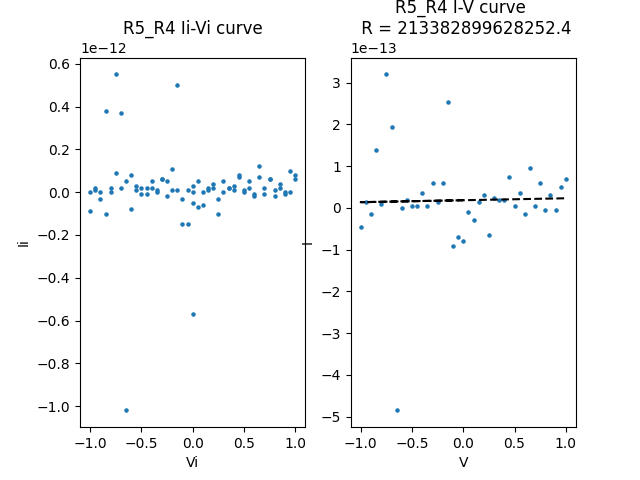 R5_R4 Ii-Vi curve
1e−12
0.6
0.4
0.2
0.0
−0.2
−0.4
−0.6
−0.8
−1.0
Ii
−1.0 −0.5 0.0 0.5 1.0
Vi
R5_R4 I-V curve
R = 213382899628252.4
1e−13
3
2
1
0
−1
−2
−3
−4
−5
I
−1.0 −0.5 0.0 0.5 1.0
V